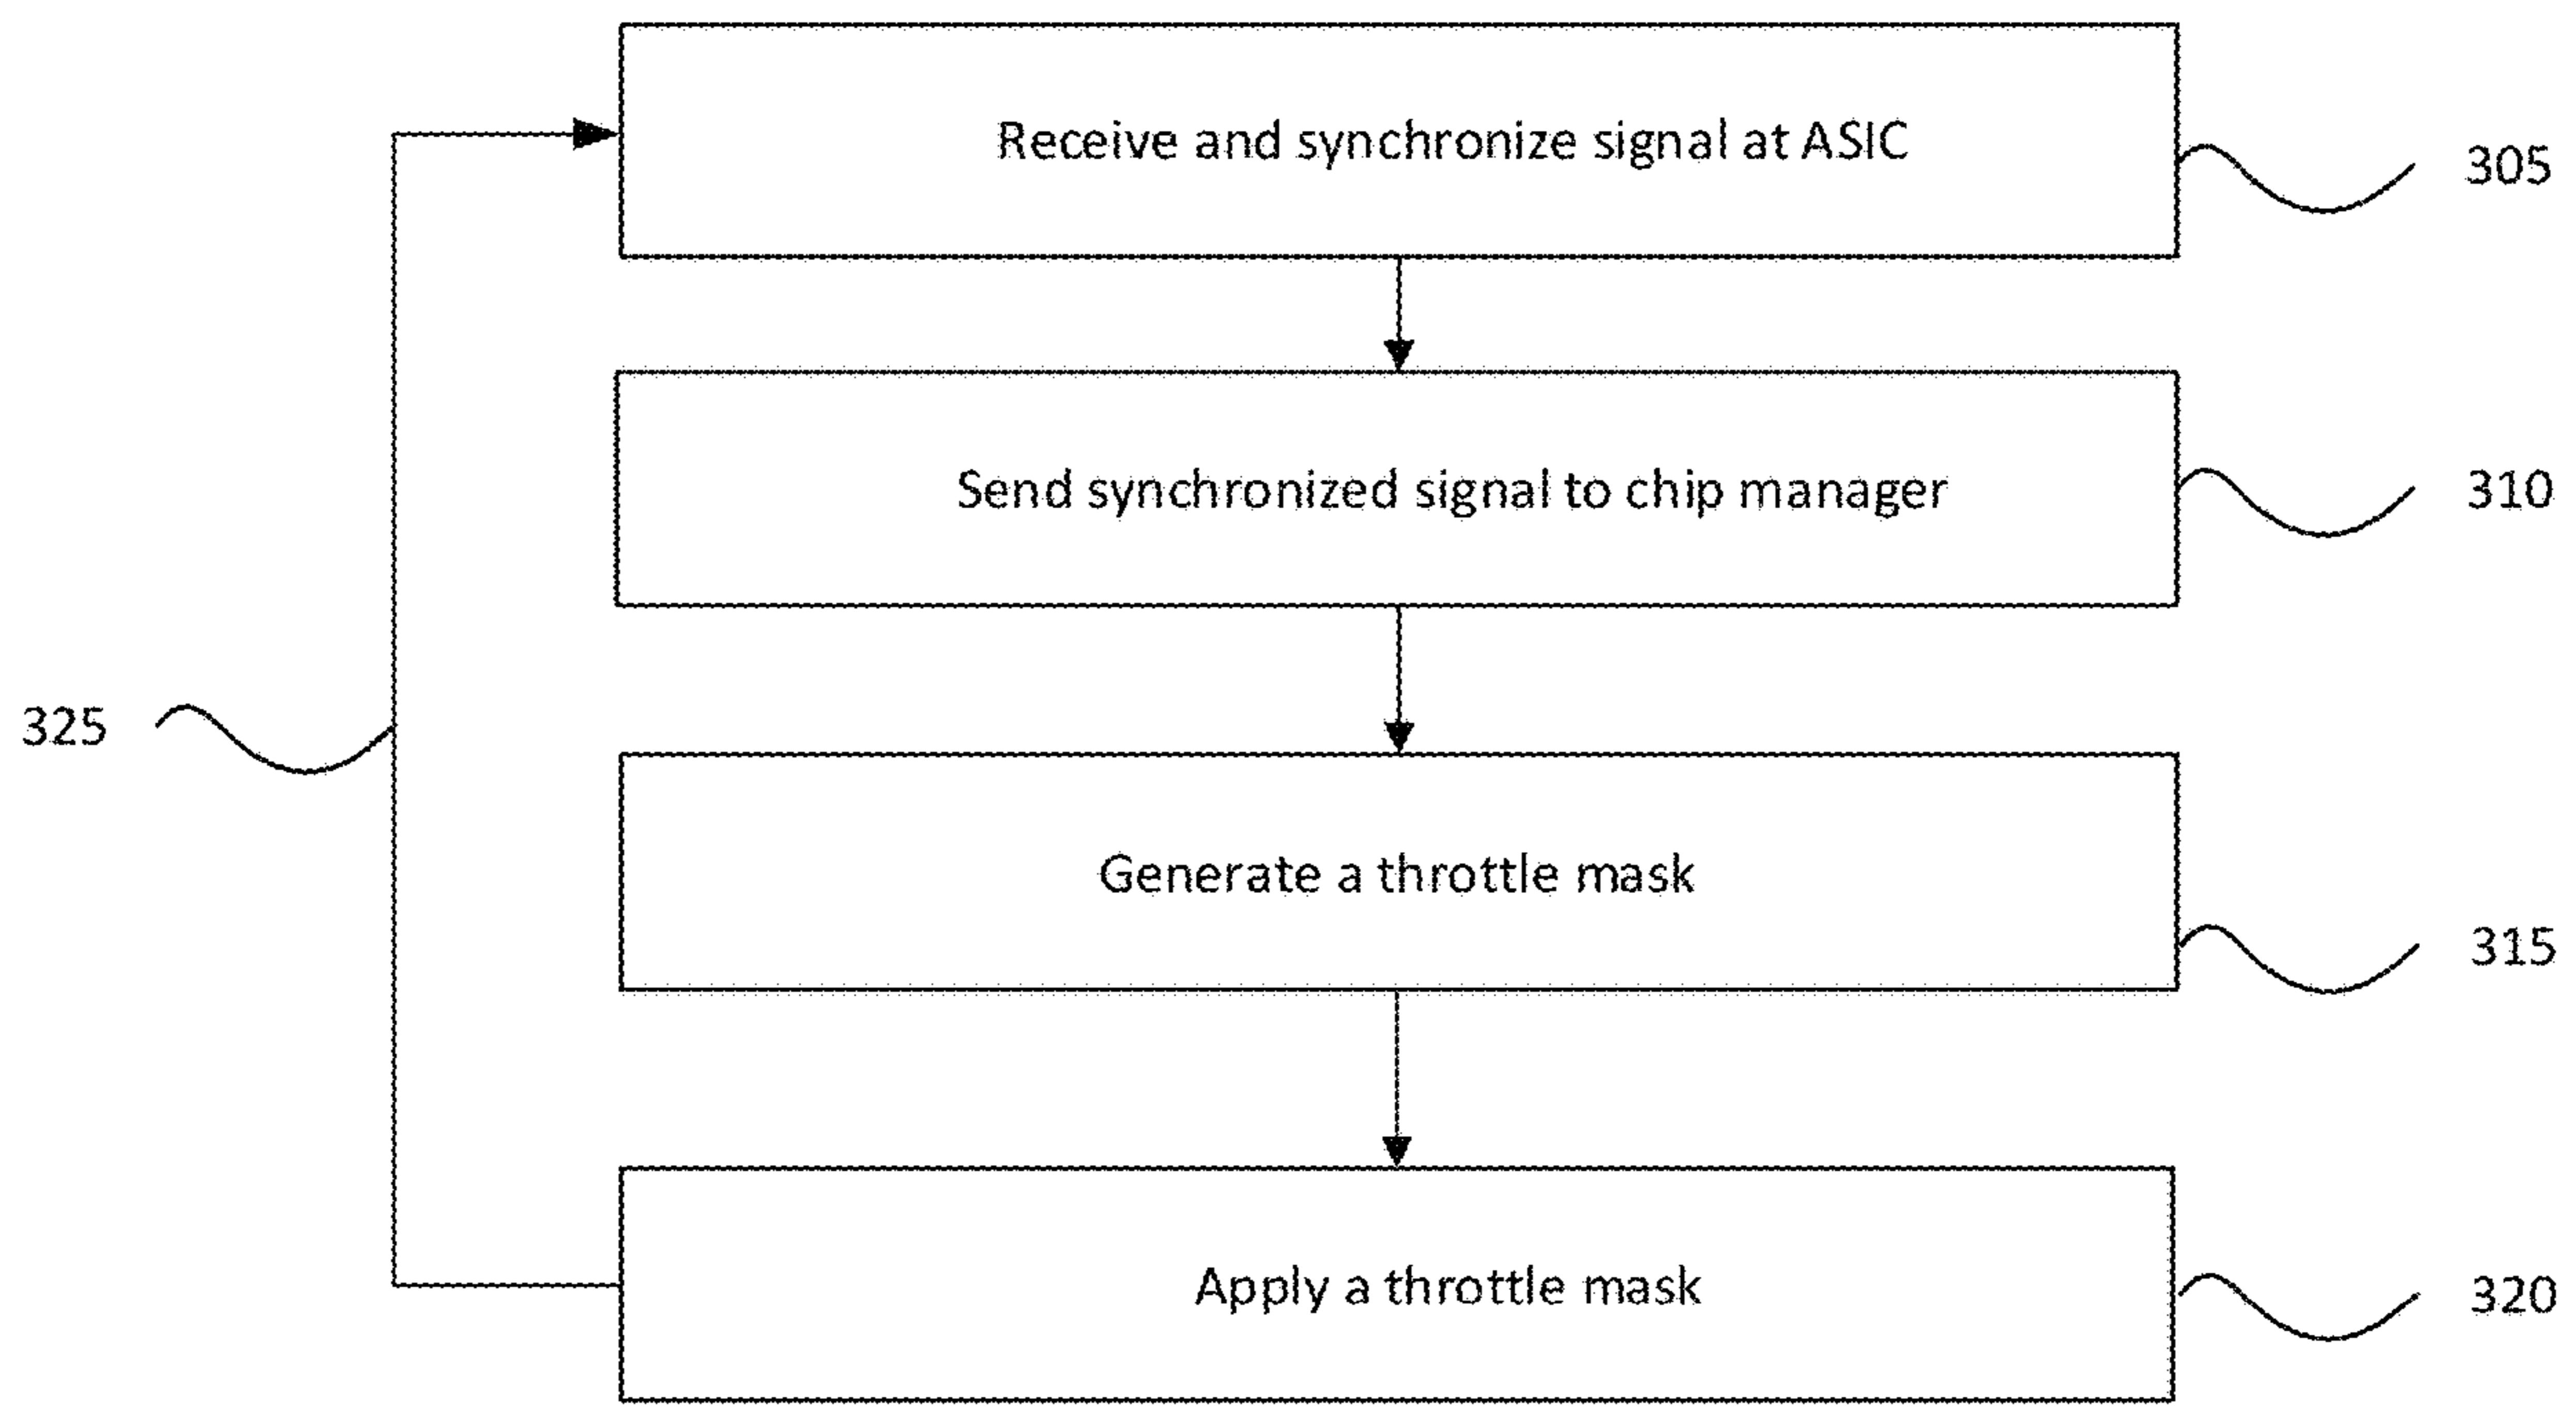 Receive and synchronize signal at ASIC
305
Send synchronized signal to chip manager
310
325
Generate a throttle mask
315
Apply a throttle mask
320